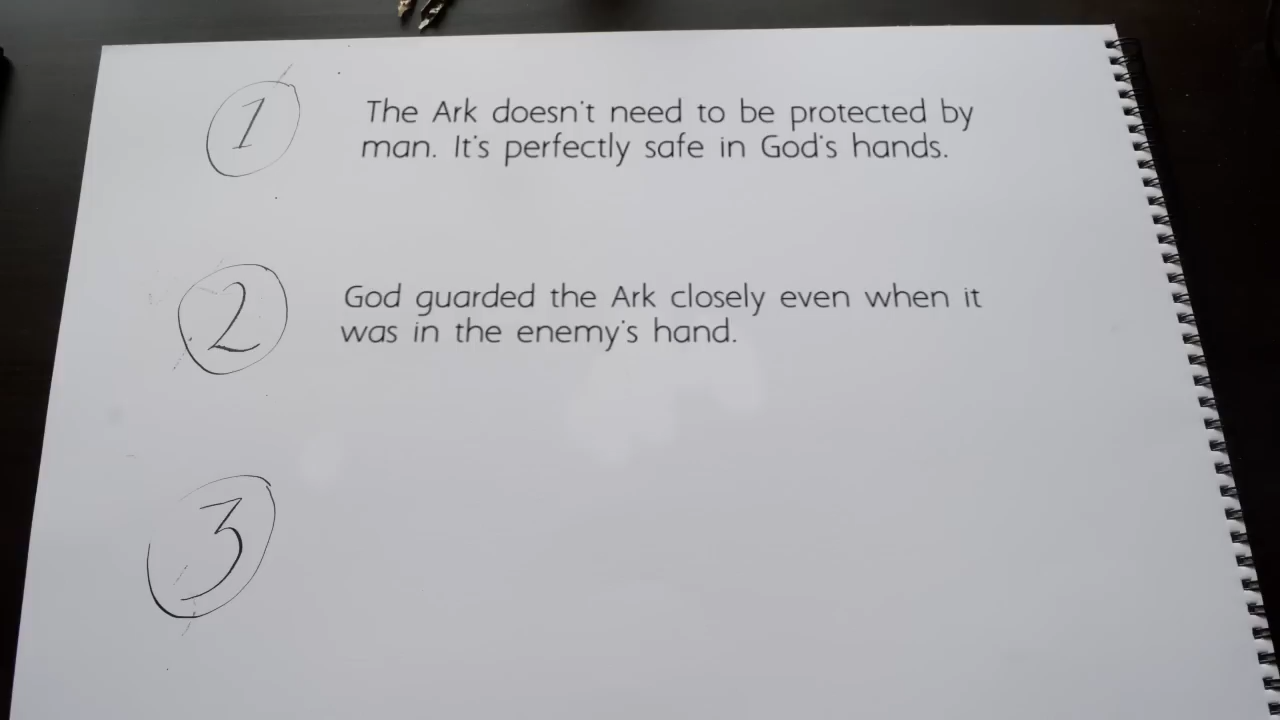 1
The Ark doesn't need to be protected by
man. It's perfectly safe in God's hands.
2
God guarded the Ark closely even when it
was in the enemy's hand.
3